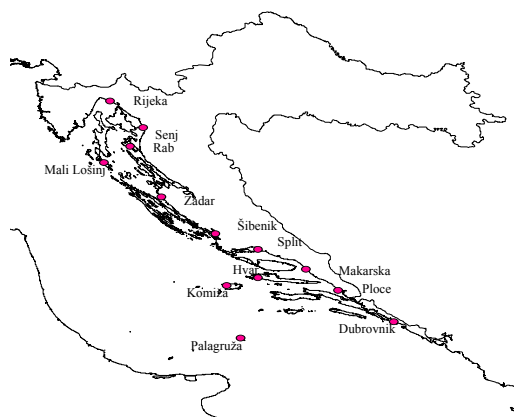 Rijeka
Senj
Rab
Mali Lošinj
Zadar
Šibenik
Split
Hvar
Makarska
Komiža
Ploce
Dubrovnik
Palagruža